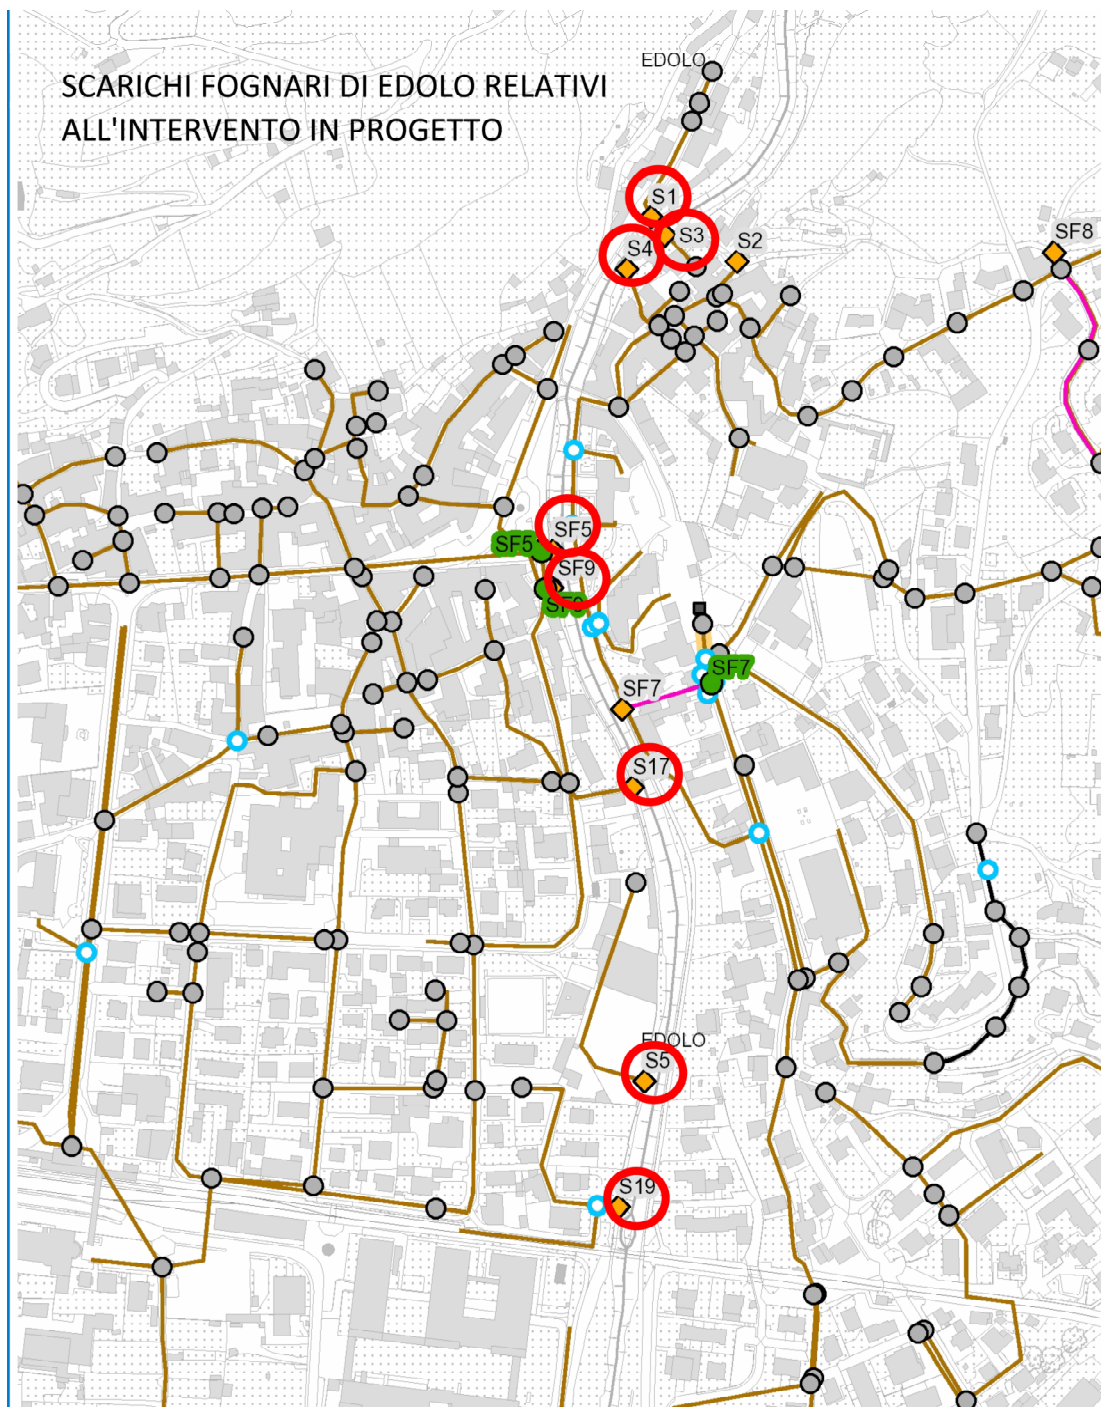 SCARICHI FOGNARI DI EDOLO RELATIVI
ALL'INTERVENTO IN PROGETTO
EDOLO
S1
S3
S4
S2
SF8
SF5
SF5
SF9
SF9
SF7
SF7
S17
EDOLO
S5
S19